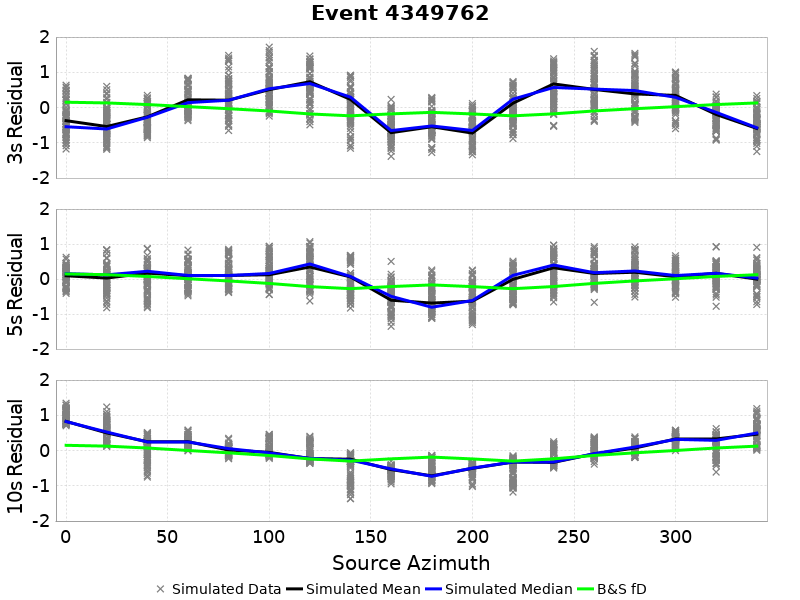 Event 4349762
3s Residual
2
1
0
-1
-2
5s Residual
2
1
0
-1
-2
10s Residual
2
1
0
-1
-2
0 50 100 150 200 250 300
Source Azimuth
Simulated Data Simulated Mean Simulated Median B&S fD